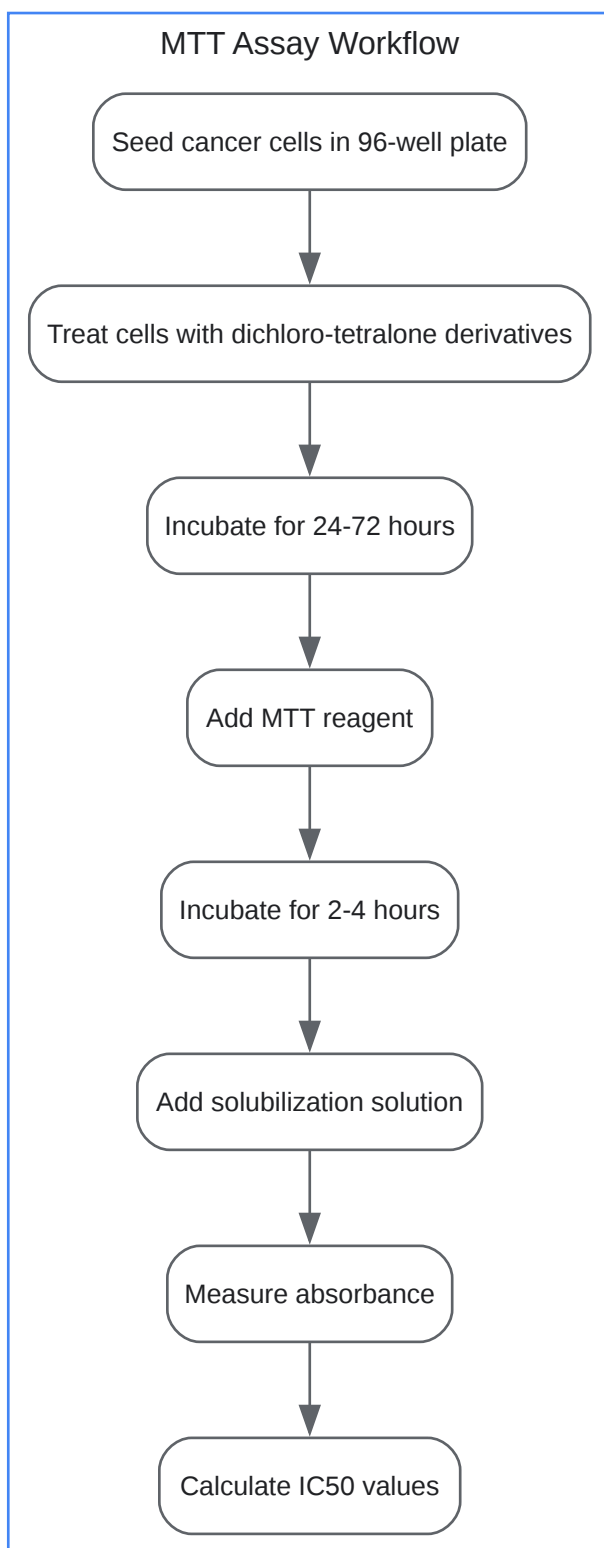 MTT Assay Workflow
Seed cancer cells in 96-well plate
Treat cells with dichloro-tetralone derivatives
Incubate for 24-72 hours
Add MTT reagent
Incubate for 2-4 hours
Add solubilization solution
Measure absorbance
Calculate IC50 values